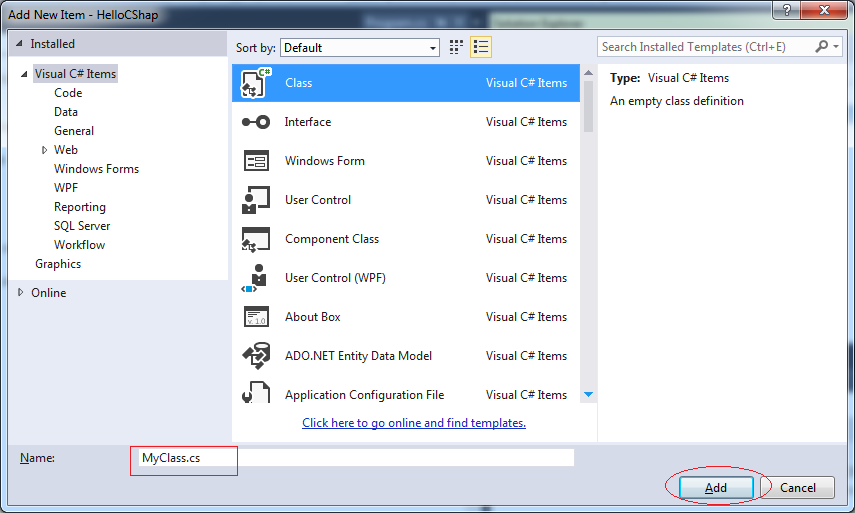 Add New Item - HelloCShap
Installed
Visual C# Items
Code
Data
General
Web
Windows Forms
WPF
Reporting
SQL Server
Workflow
Graphics
Online
Sort by: Default
Search Installed Templates (Ctrl+E)
C# Class Visual C# Items
Interface Visual C# Items
Windows Form Visual C# Items
User Control Visual C# Items
Component Class Visual C# Items
User Control (WPF) Visual C# Items
v. 1.0 About Box Visual C# Items
ADO.NET Entity Data Model Visual C# Items
Application Configuration File Visual C# Items
Click here to go online and find templates.
Type: Visual C# Items
An empty class definition
Name: MyClass.cs
Add Cancel